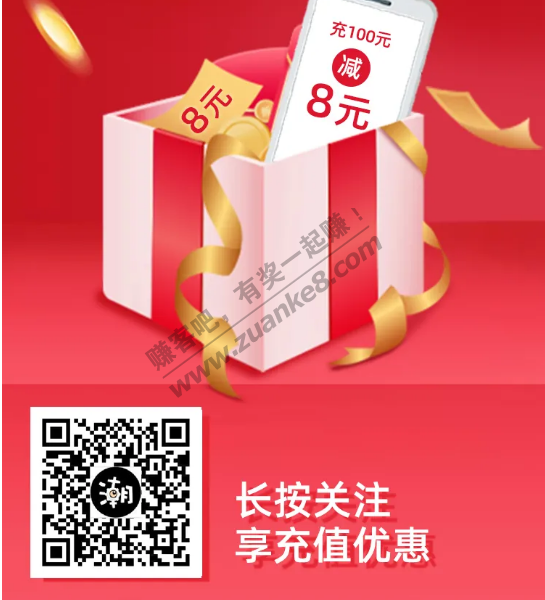 充100元
减
8元
8元
赚客吧，有奖一起赚！
www.zuanke8.com
潮
长按关注
享充值优惠